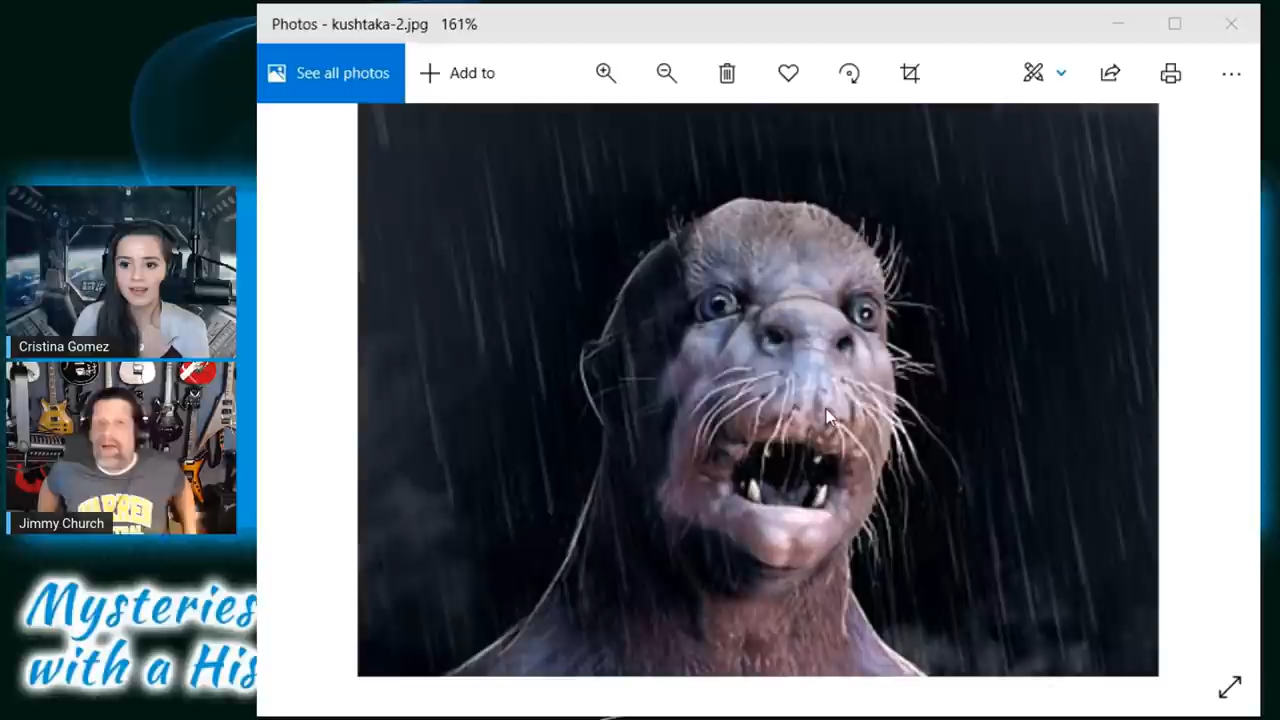 Photos - kushtaka-2.jpg 161%
See all photos
Add to
Cristina Gomez
Jimmy Church
Mysteries
with a His